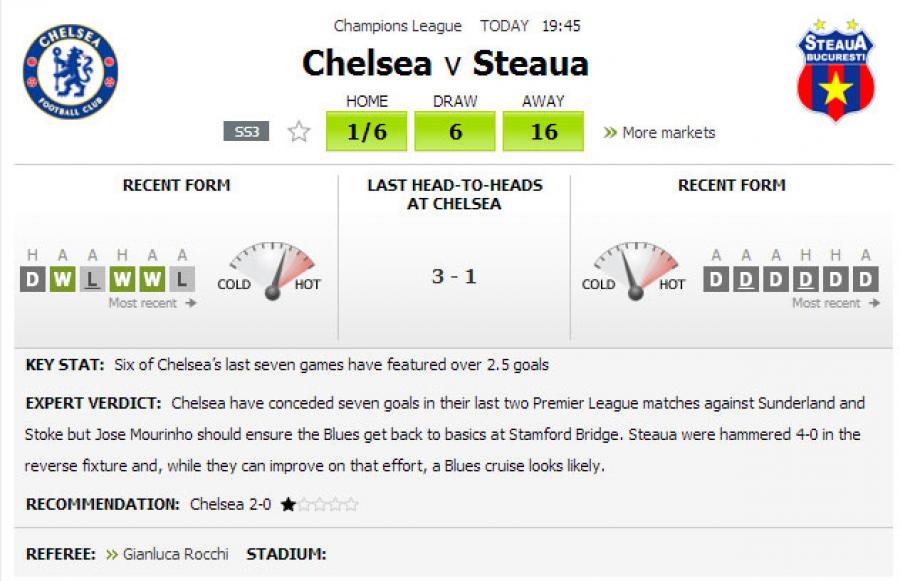 Champions League TODAY 19:45
CHELSEA
FOOTBALL CLUB
Chelsea v Steaua
STEAUA
BUCURESTI
HOME DRAW AWAY
SS3 1/6 6 16 » More markets
RECENT FORM
LAST HEAD-TO-HEADS
AT CHELSEA
RECENT FORM
H A A H A A
D W L W W L
Most recent →
COLD HOT
3 - 1
COLD HOT
A A A H H A
D D D D D D
Most recent →
KEY STAT: Six of Chelsea's last seven games have featured over 2.5 goals
EXPERT VERDICT: Chelsea have conceded seven goals in their last two Premier League matches against Sunderland and
Stoke but Jose Mourinho should ensure the Blues get back to basics at Stamford Bridge. Steaua were hammered 4-0 in the
reverse fixture and, while they can improve on that effort, a Blues cruise looks likely.
RECOMMENDATION: Chelsea 2-0
REFEREE: » Gianluca Rocchi STADIUM: